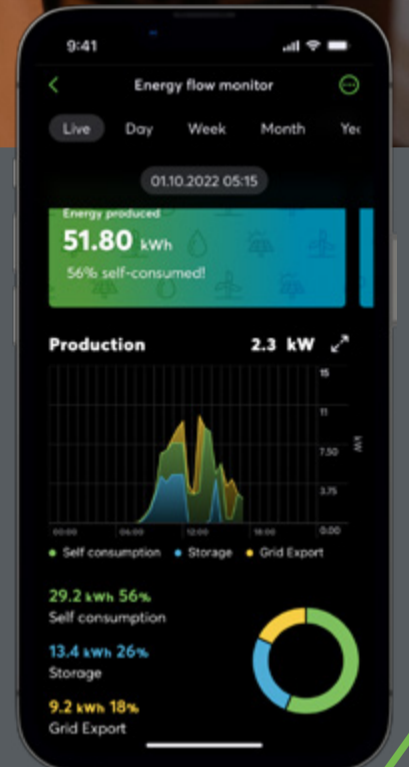 9:41
Energy flow monitor
Live Day Week Month Yea
01.10.2022 05:15
Energy produced
51.80 kWh
56% self-consumed!
Production 2.3 kW
15
11
7.50
kW
3.75
00:00 06:00 12:00 18:00 0.00
Self consumption Storage Grid Export
29.2 kWh 56%
Self consumption
13.4 kWh 26%
Storage
9.2 kWh 18%
Grid Export